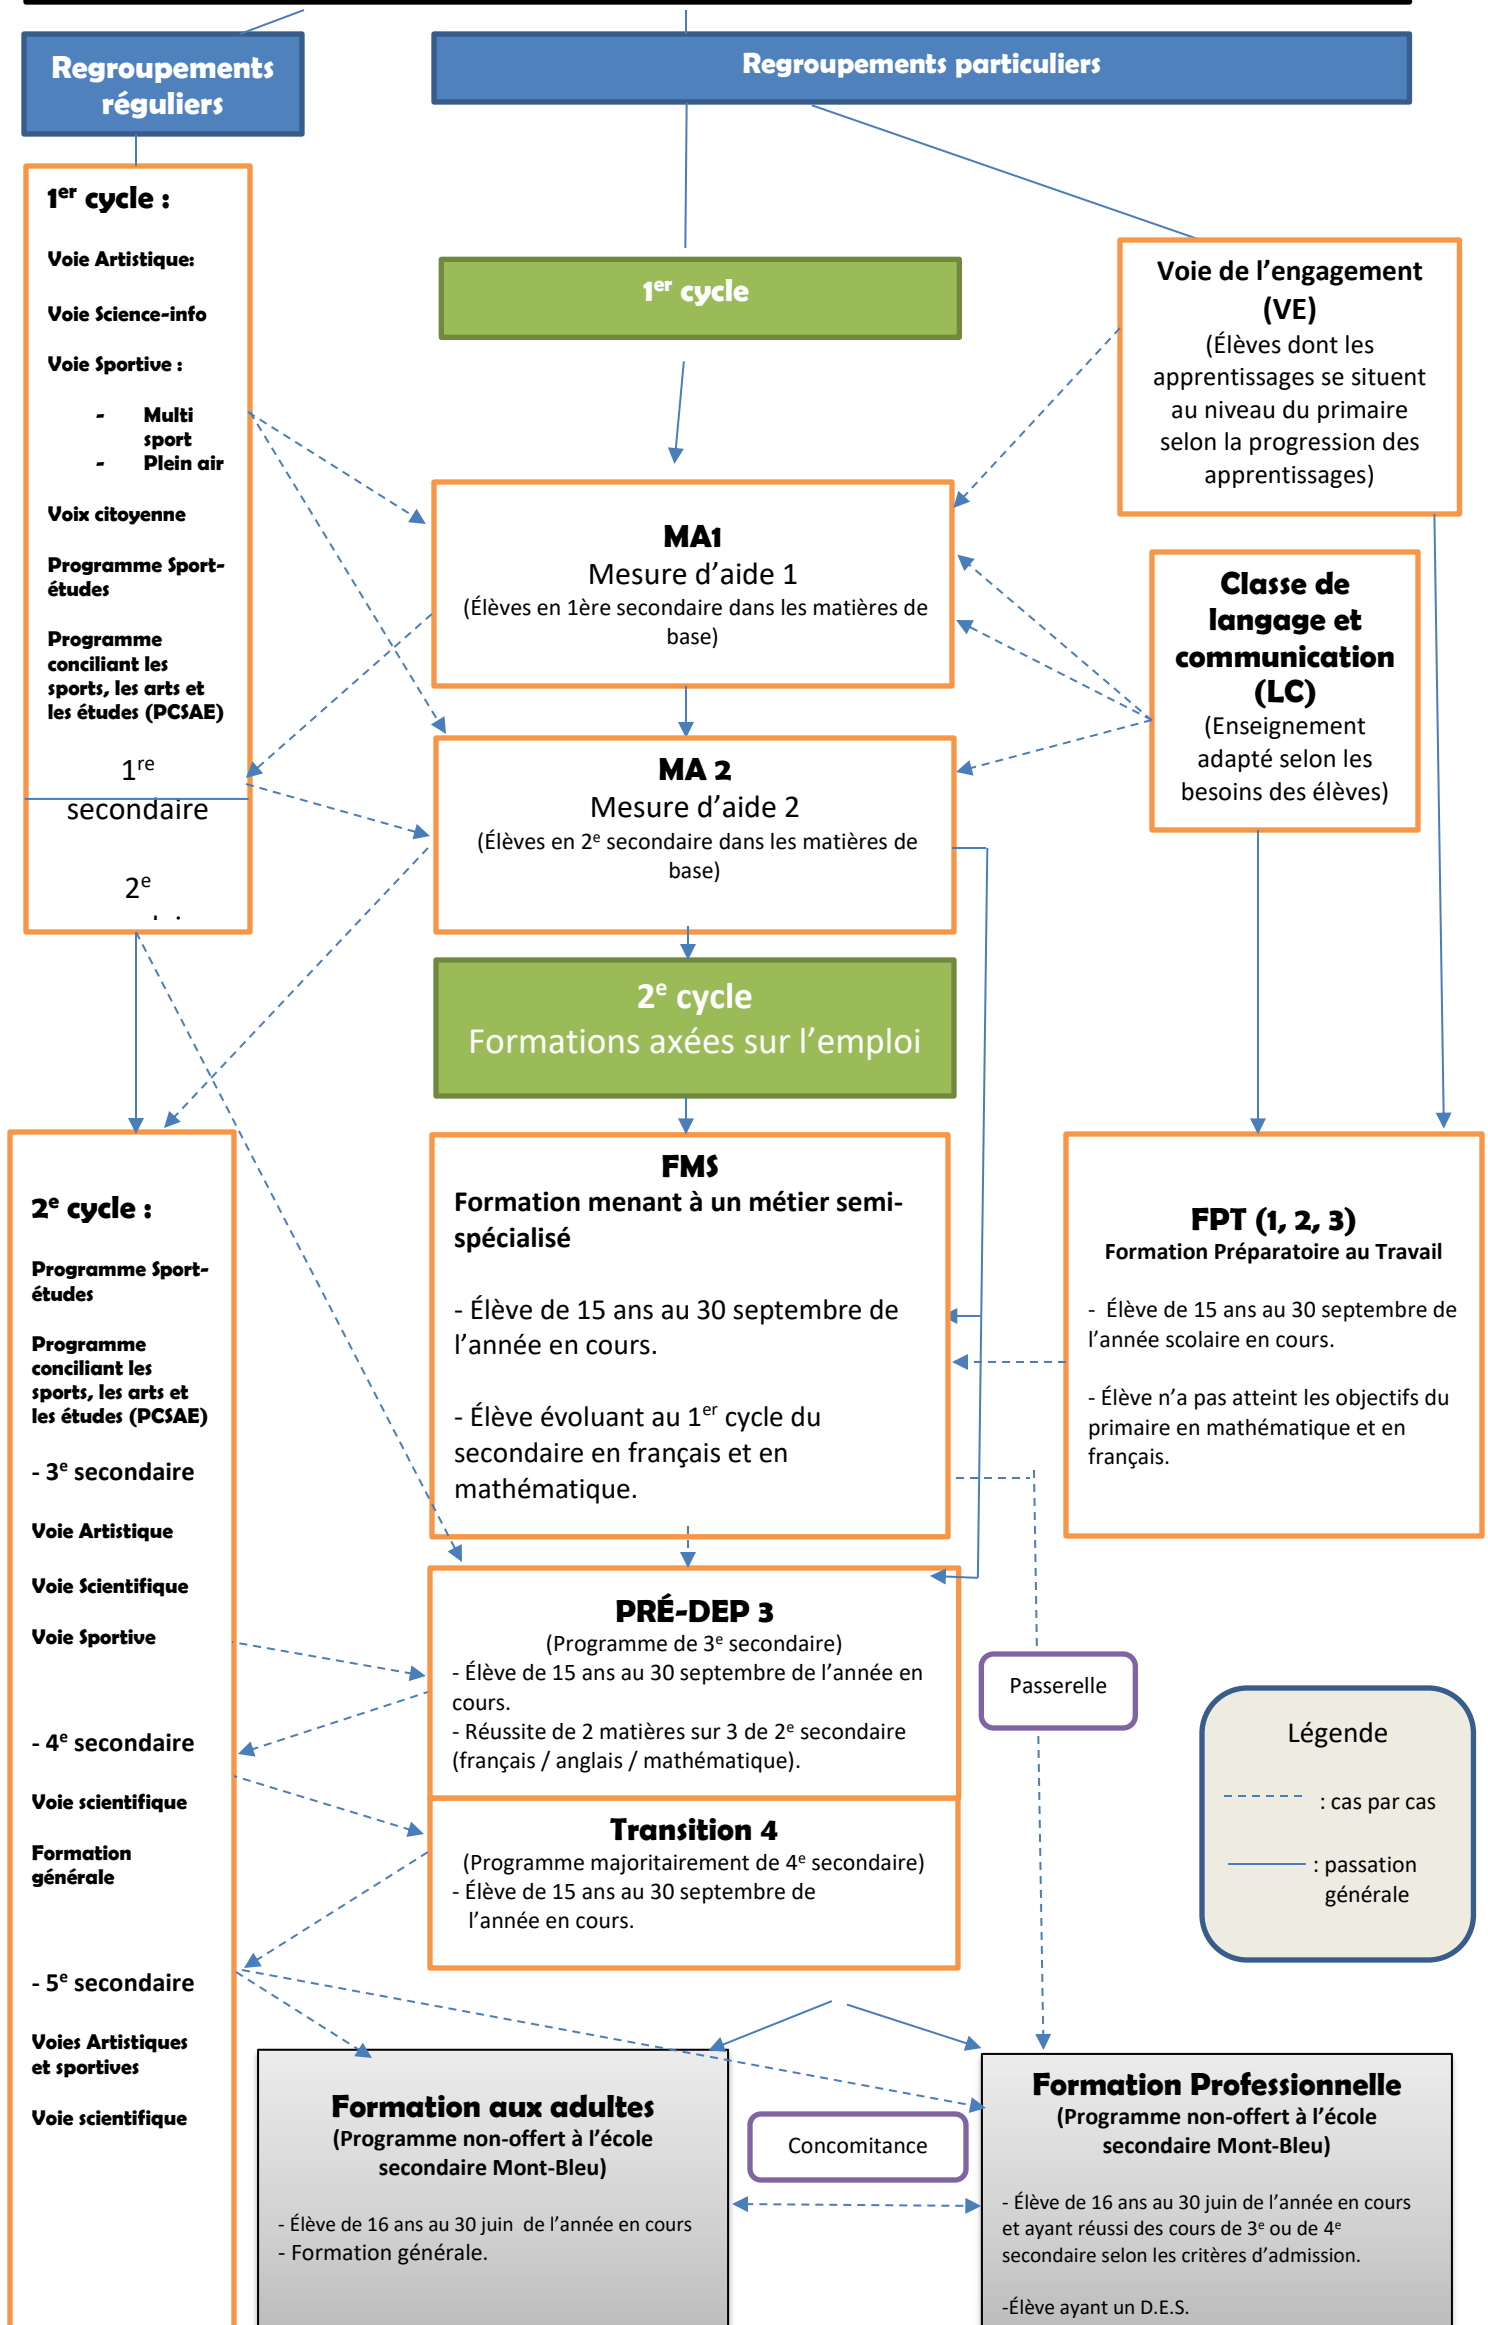 Regroupements
réguliers
Regroupements particuliers
1er cycle :
Voie Artistique:
Voie Science-info
Voie Sportive :
- Multi
sport
- Plein air
Voix citoyenne
Programme Sport-
études
Programme
conciliant les
sports, les arts et
les études (PCSAE)
1re
secondaire
2e
1er cycle
Voie de l’engagement
(VE)
(Élèves dont les
apprentissages se situent
au niveau du primaire
selon la progression des
apprentissages)
MA1
Mesure d’aide 1
(Élèves en 1ère secondaire dans les matières de
base)
Classe de
langage et
communication
(LC)
(Enseignement
adapté selon les
besoins des élèves)
MA 2
Mesure d’aide 2
(Élèves en 2e secondaire dans les matières de
base)
2e cycle
Formations axées sur l’emploi
2e cycle :
Programme Sport-
études
Programme
conciliant les
sports, les arts et
les études (PCSAE)
- 3e secondaire
Voie Artistique
Voie Scientifique
Voie Sportive
- 4e secondaire
Voie scientifique
Formation
générale
- 5e secondaire
Voies Artistiques
et sportives
Voie scientifique
FMS
Formation menant à un métier semi-
spécialisé
- Élève de 15 ans au 30 septembre de
l’année en cours.
- Élève évoluant au 1er cycle du
secondaire en français et en
mathématique.
FPT (1, 2, 3)
Formation Préparatoire au Travail
- Élève de 15 ans au 30 septembre de
l’année scolaire en cours.
- Élève n’a pas atteint les objectifs du
primaire en mathématique et en
français.
PRÉ-DEP 3
(Programme de 3e secondaire)
- Élève de 15 ans au 30 septembre de l’année en
cours.
- Réussite de 2 matières sur 3 de 2e secondaire
(français / anglais / mathématique).
Passerelle
Transition 4
(Programme majoritairement de 4e secondaire)
- Élève de 15 ans au 30 septembre de
l’année en cours.
Légende
: cas par cas
: passation
générale
Formation aux adultes
(Programme non-offert à l’école
secondaire Mont-Bleu)
- Élève de 16 ans au 30 juin de l’année en cours
- Formation générale.
Concomitance
Formation Professionnelle
(Programme non-offert à l’école
secondaire Mont-Bleu)
- Élève de 16 ans au 30 juin de l’année en cours
et ayant réussi des cours de 3e ou de 4e
secondaire selon les critères d’admission.
-Élève ayant un D.E.S.